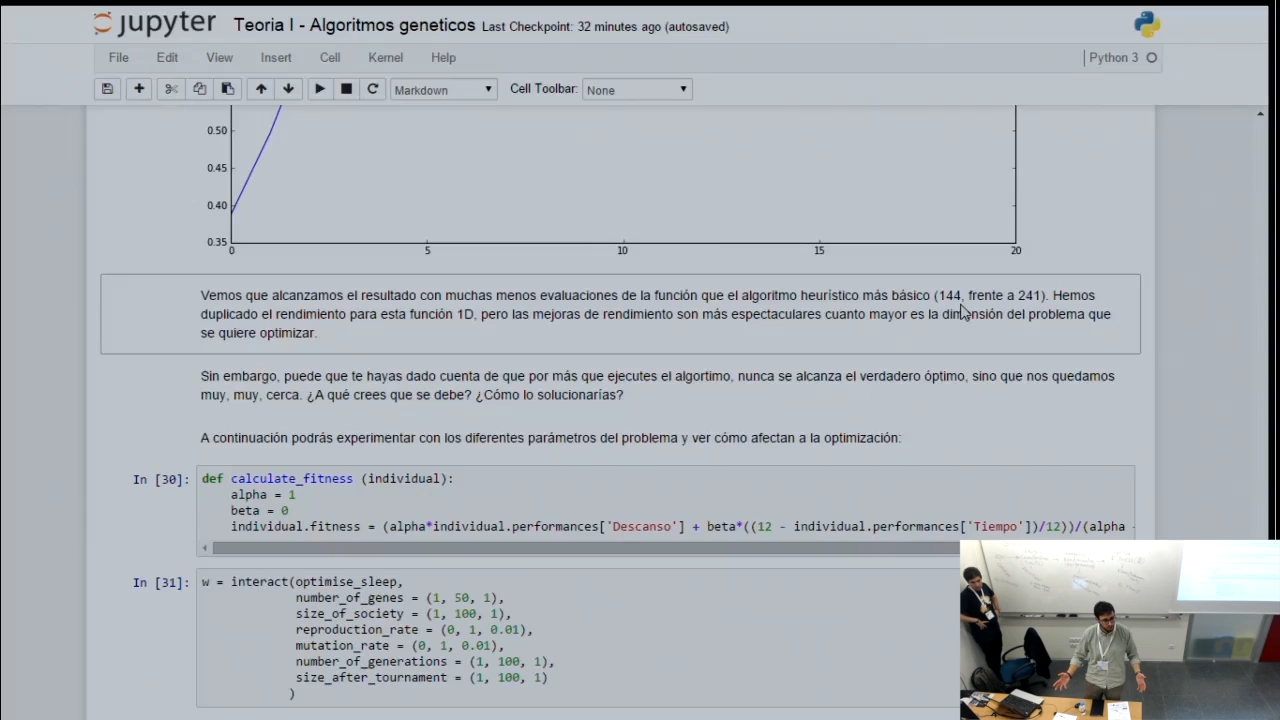 jupyter Teoria I - Algoritmos geneticos Last Checkpoint: 32 minutes ago (autosaved)
File Edit View Insert Cell Kernel Help Python 3
Markdown Cell Toolbar: None
0.50
0.45
0.40
0.35
0 5 10 15 20
Vemos que alcanzamos el resultado con muchas menos evaluaciones de la función que el algoritmo heurístico más básico (144, frente a 241). Hemos
duplicado el rendimiento para esta función 1D, pero las mejoras de rendimiento son más espectaculares cuanto mayor es la dimensión del problema que
se quiere optimizar.
Sin embargo, puede que te hayas dado cuenta de que por más que ejecutes el algortimo, nunca se alcanza el verdadero óptimo, sino que nos quedamos
muy, muy, cerca. ¿A qué crees que se debe? ¿Cómo lo solucionarías?
A continuación podrás experimentar con los diferentes parámetros del problema y ver cómo afectan a la optimización:
In [30]: def calculate_fitness (individual):
alpha = 1
beta = 0
individual.fitness = (alpha*individual.performances['Descanso'] + beta*((12 - individual.performances['Tiempo'])/12))/(alpha
In [31]: w = interact(optimise_sleep,
number_of_genes = (1, 50, 1),
size_of_society = (1, 100, 1),
reproduction_rate = (0, 1, 0.01),
mutation_rate = (0, 1, 0.01),
number_of_generations = (1, 100, 1),
size_after_tournament = (1, 100, 1)
)